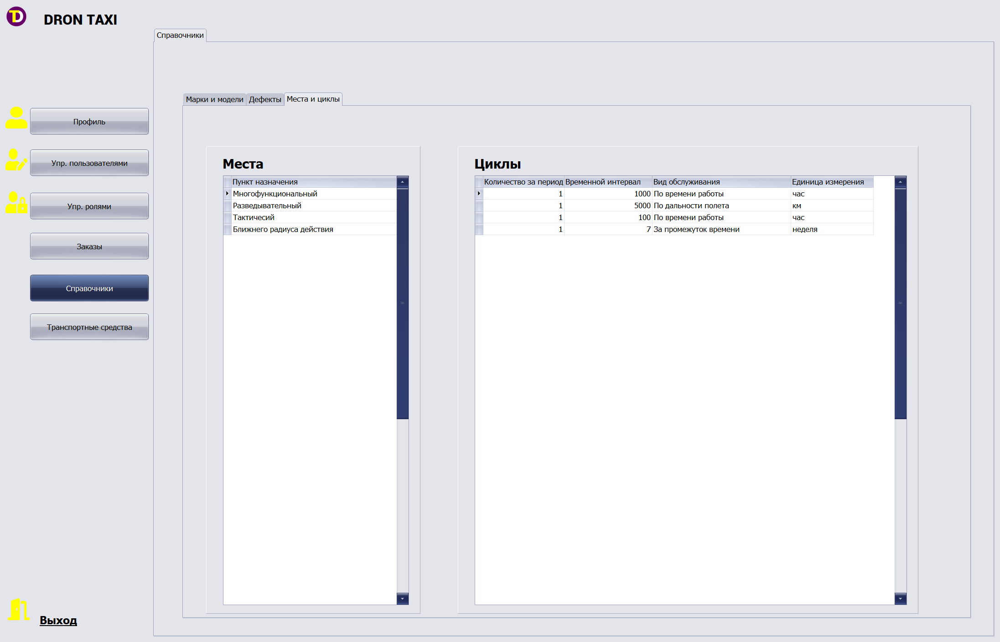 TD
DRON TAXI
Справочники
Марки и модели Дефекты Места и циклы
Профиль
Упр. пользователями
Упр. ролями
Заказы
Справочники
Транспортные средства
Выход
Места
Пункт назначения
Многофункциональный
Разведывательный
Тактичесий
Ближнего радиуса действия
Циклы
Количество за период Временной интервал Вид обслуживания Единица измерения
1 1000 По времени работы час
1 5000 По дальности полета км
1 100 По времени работы час
1 7 За промежуток времени неделя